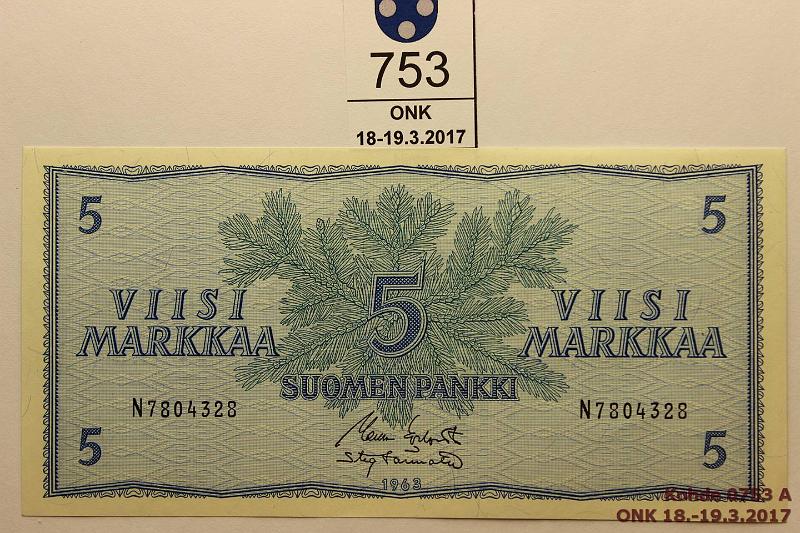 753
ONK
18-19.3.2017
5 5
5
VIISI VIISI
MARKKAA MARKKAA
SUOMEN PANKKI
N7804328 N7804328
5 5
1963
Kohde 0753 A
ONK 18.-19.3.2017